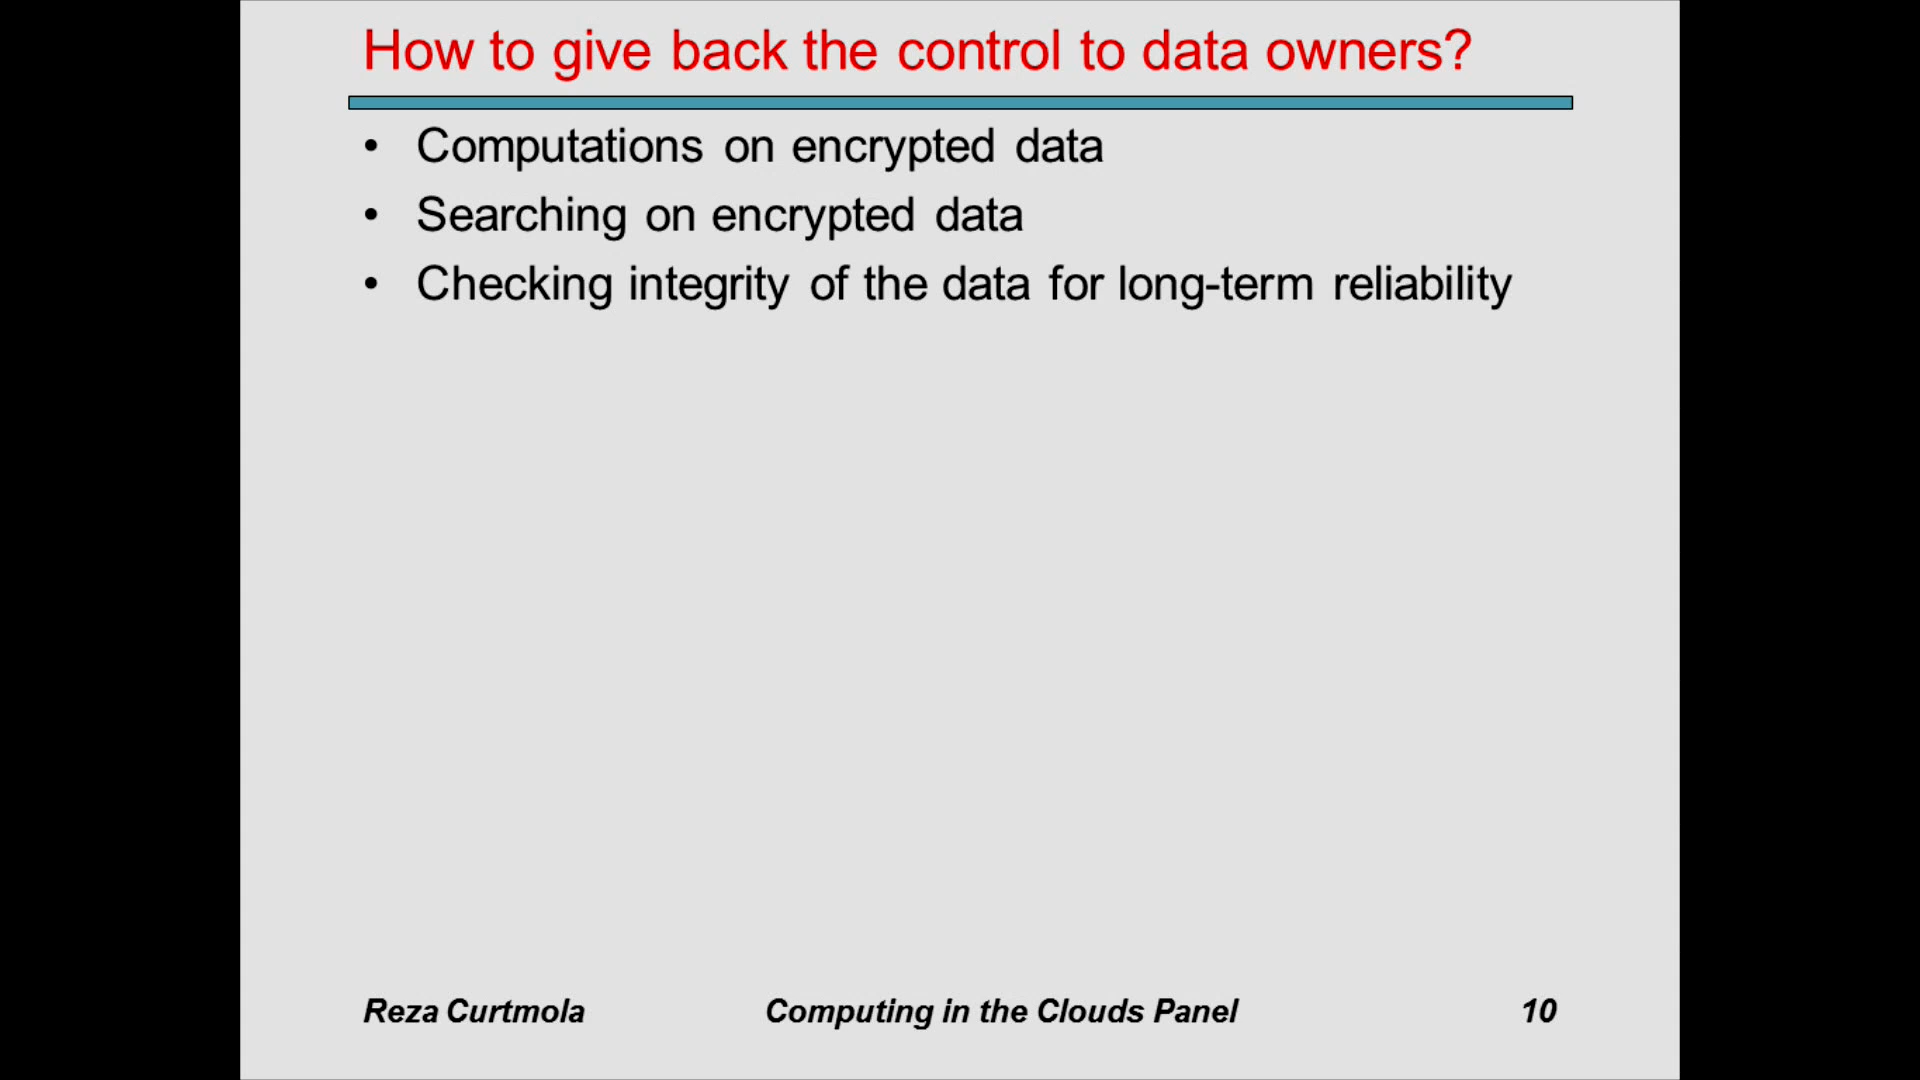 How to give back the control to data owners?
• Computations on encrypted data
• Searching on encrypted data
• Checking integrity of the data for long-term reliability
Reza Curtmola Computing in the Clouds Panel 10